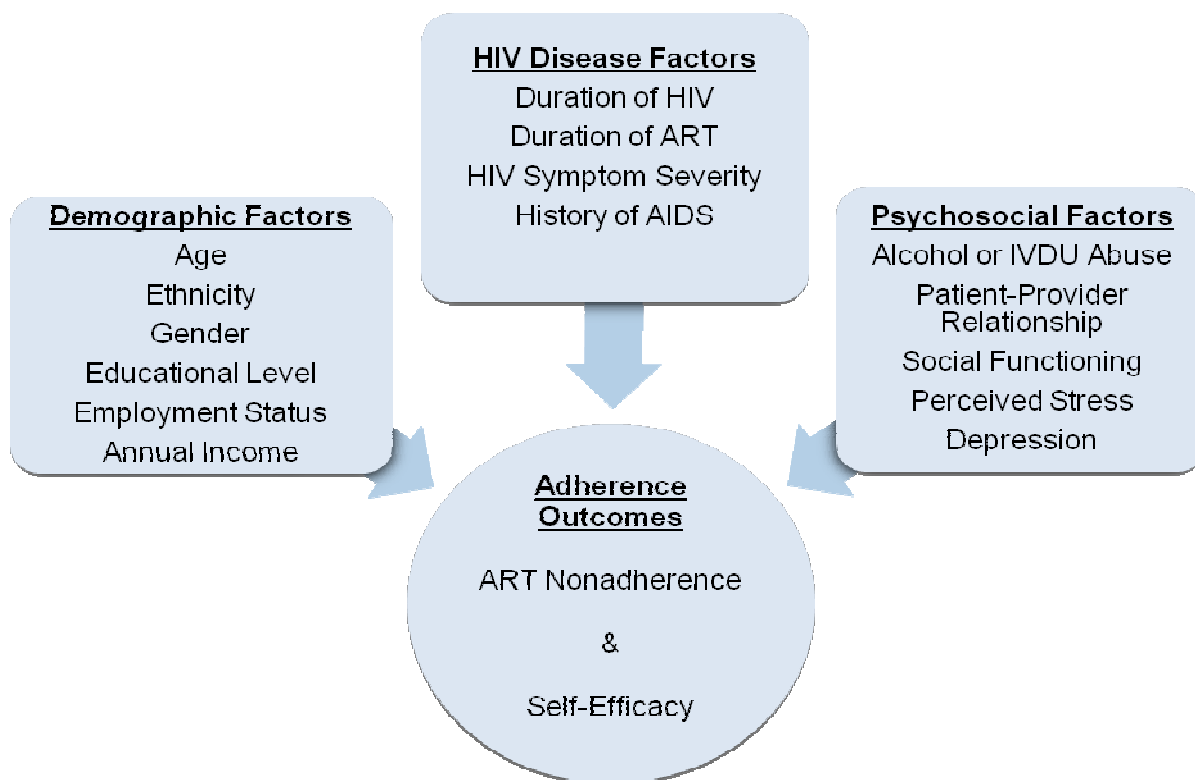 HIV Disease Factors
Duration of HIV
Duration of ART
HIV Symptom Severity
History of AIDS
Demographic Factors
Age
Ethnicity
Gender
Educational Level
Employment Status
Annual Income
Psychosocial Factors
Alcohol or IVDU Abuse
Patient-Provider
Relationship
Social Functioning
Perceived Stress
Depression
Adherence
Outcomes
ART Nonadherence
&
Self-Efficacy